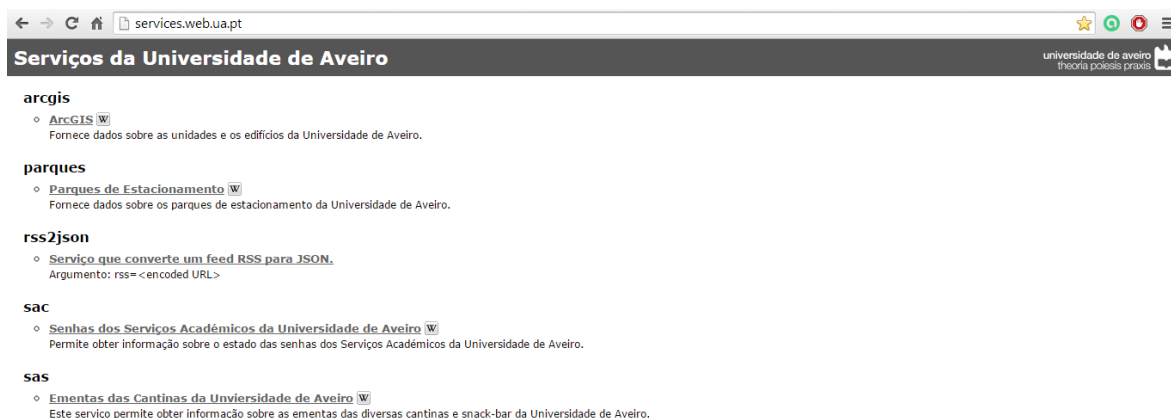 services.web.ua.pt
Serviços da Universidade de Aveiro
universidade de aveiro
theoria poiesis praxis
arcgis
ArcGIS W
Fornece dados sobre as unidades e os edifícios da Universidade de Aveiro.
parques
Parques de Estacionamento W
Fornece dados sobre os parques de estacionamento da Universidade de Aveiro.
rss2json
Serviço que converte um feed RSS para JSON.
Argumento: rss=<encoded URL>
sac
Senhas dos Serviços Académicos da Universidade de Aveiro W
Permite obter informação sobre o estado das senhas dos Serviços Académicos da Universidade de Aveiro.
sas
Ementas das Cantinas da Unviersidade de Aveiro W
Este serviço permite obter informação sobre as ementas das diversas cantinas e snack-bar da Universidade de Aveiro.